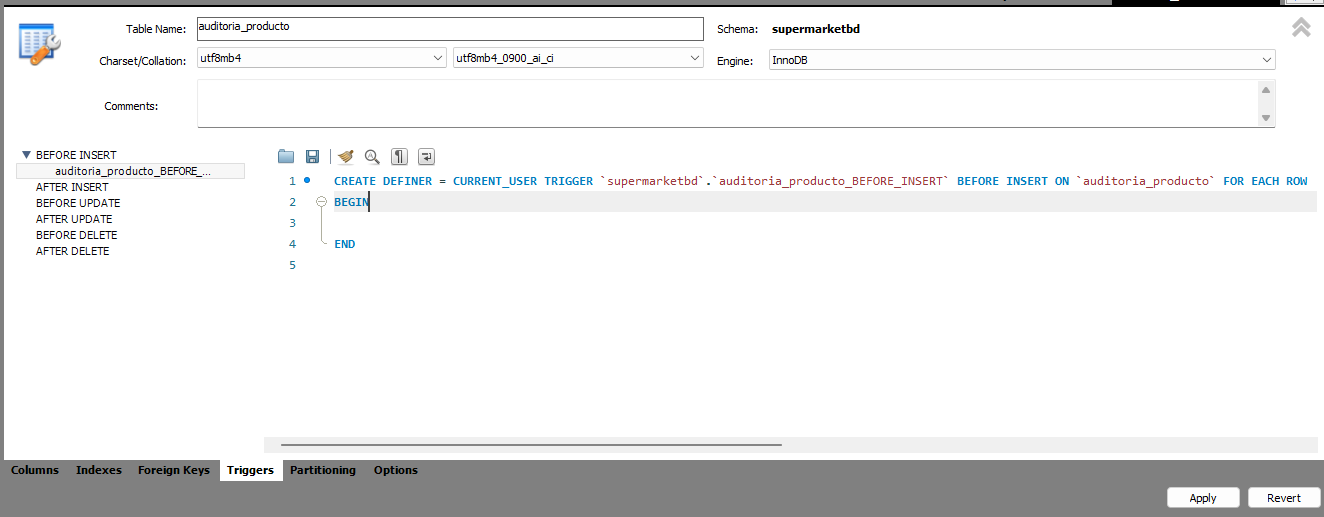 Table Name: auditoria_producto Schema: supermarketbd
Charset/Collation: utf8mb4 utf8mb4_0900_ai_ci Engine: InnoDB
Comments:
BEFORE INSERT
auditoria_producto_BEFORE_...
AFTER INSERT
BEFORE UPDATE
AFTER UPDATE
BEFORE DELETE
AFTER DELETE
1 CREATE DEFINER = CURRENT_USER TRIGGER `supermarketbd`.`auditoria_producto_BEFORE_INSERT` BEFORE INSERT ON `auditoria_producto` FOR EACH ROW
2 BEGIN
3
4 END
5
Columns Indexes Foreign Keys Triggers Partitioning Options
Apply Revert